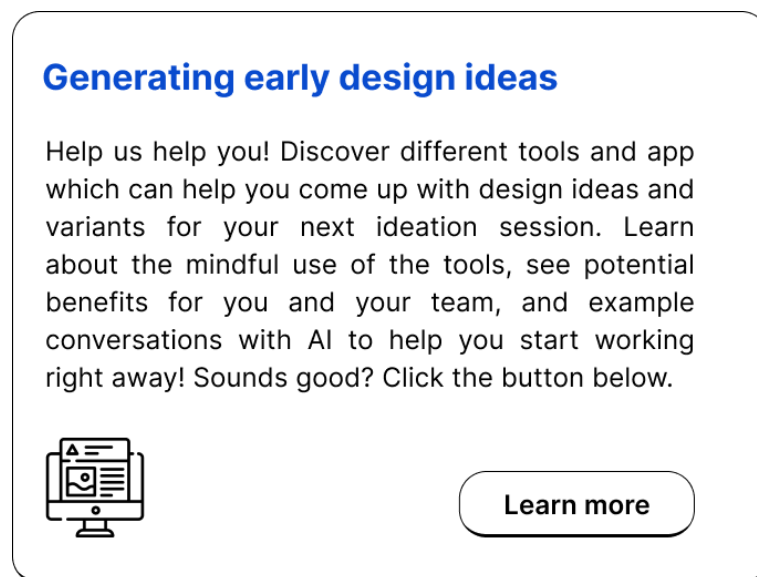 Generating early design ideas
Help us help you! Discover different tools and app
which can help you come up with design ideas and
variants for your next ideation session. Learn
about the mindful use of the tools, see potential
benefits for you and your team, and example
conversations with AI to help you start working
right away! Sounds good? Click the button below.
Learn more